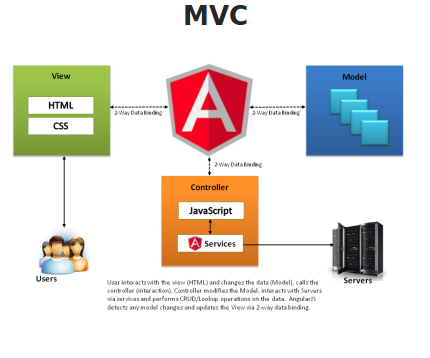 MVC
View
HTML
CSS
2-Way Data Binding
A
2-Way Data Binding
Model
2-Way Data Binding
Controller
JavaScript
A Services
Users
Servers
User interacts with the view (HTML) and changes the data (Model), calls the
controller (interaction), Controller modifies the Model, interacts with Servers
via services and performs CRUD/Lookup operations on the data. AngularJS
detects any model changes and updates the View via 2-way data binding.